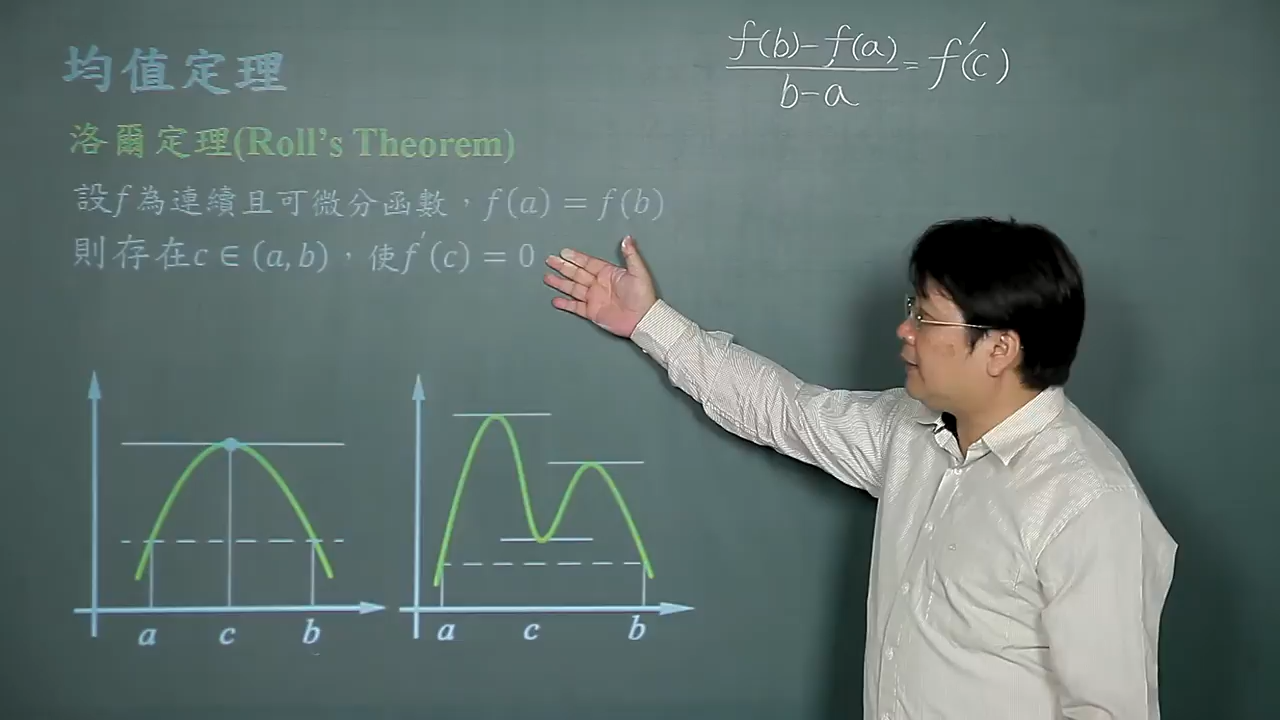 均值定理
f(b)-f(a)/b-a = f'(c)
洛爾定理(Roll's Theorem)
設f為連續且可微分函數，f(a) = f(b)
則存在c ∈ (a, b)，使f'(c) = 0
a c b
a c b